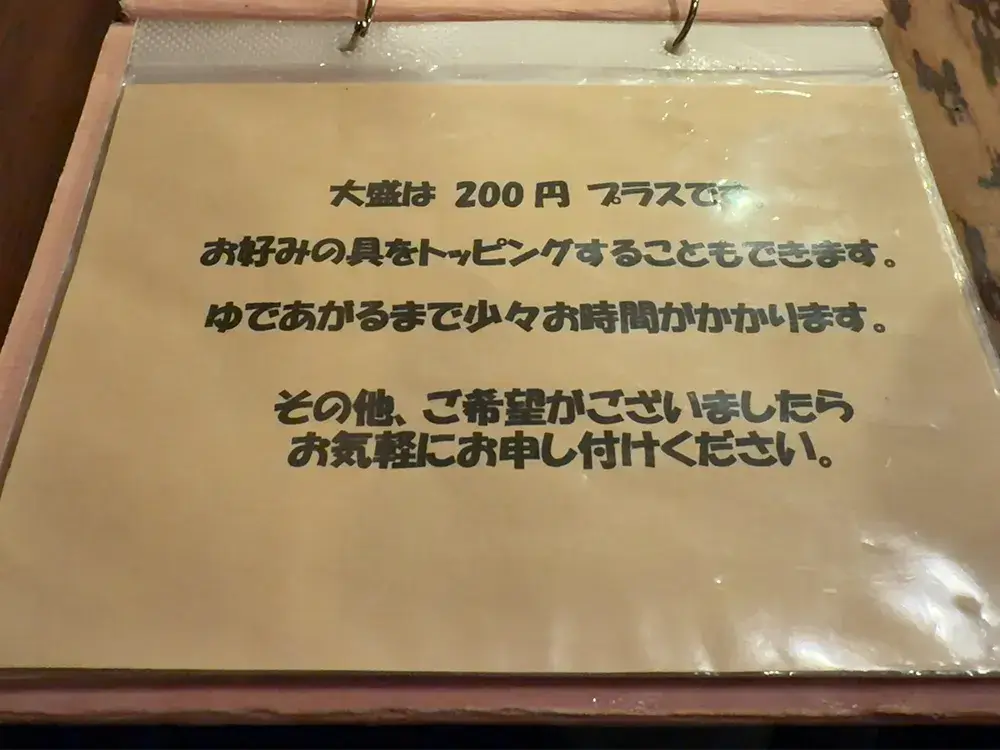 大盛は 200 円 プラスです。
お好みの具をトッピングすることもできます。
ゆであがるまで少々お時間がかかります。
その他、ご希望がございましたら
お気軽にお申し付けください。